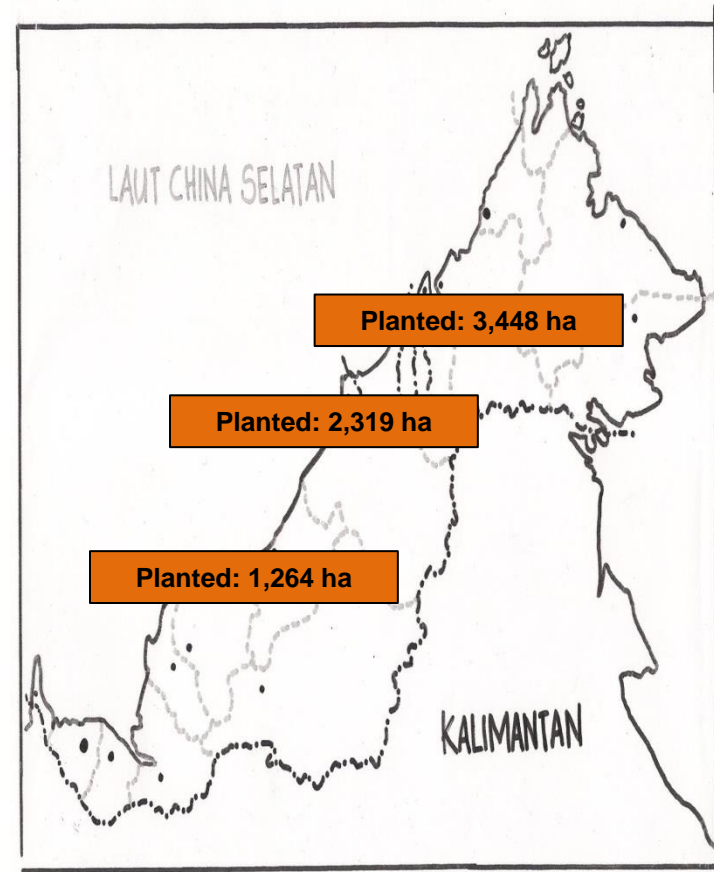 LAUT CHINA SELATAN
Planted: 3,448 ha
Planted: 2,319 ha
Planted: 1,264 ha
KALIMANTAN